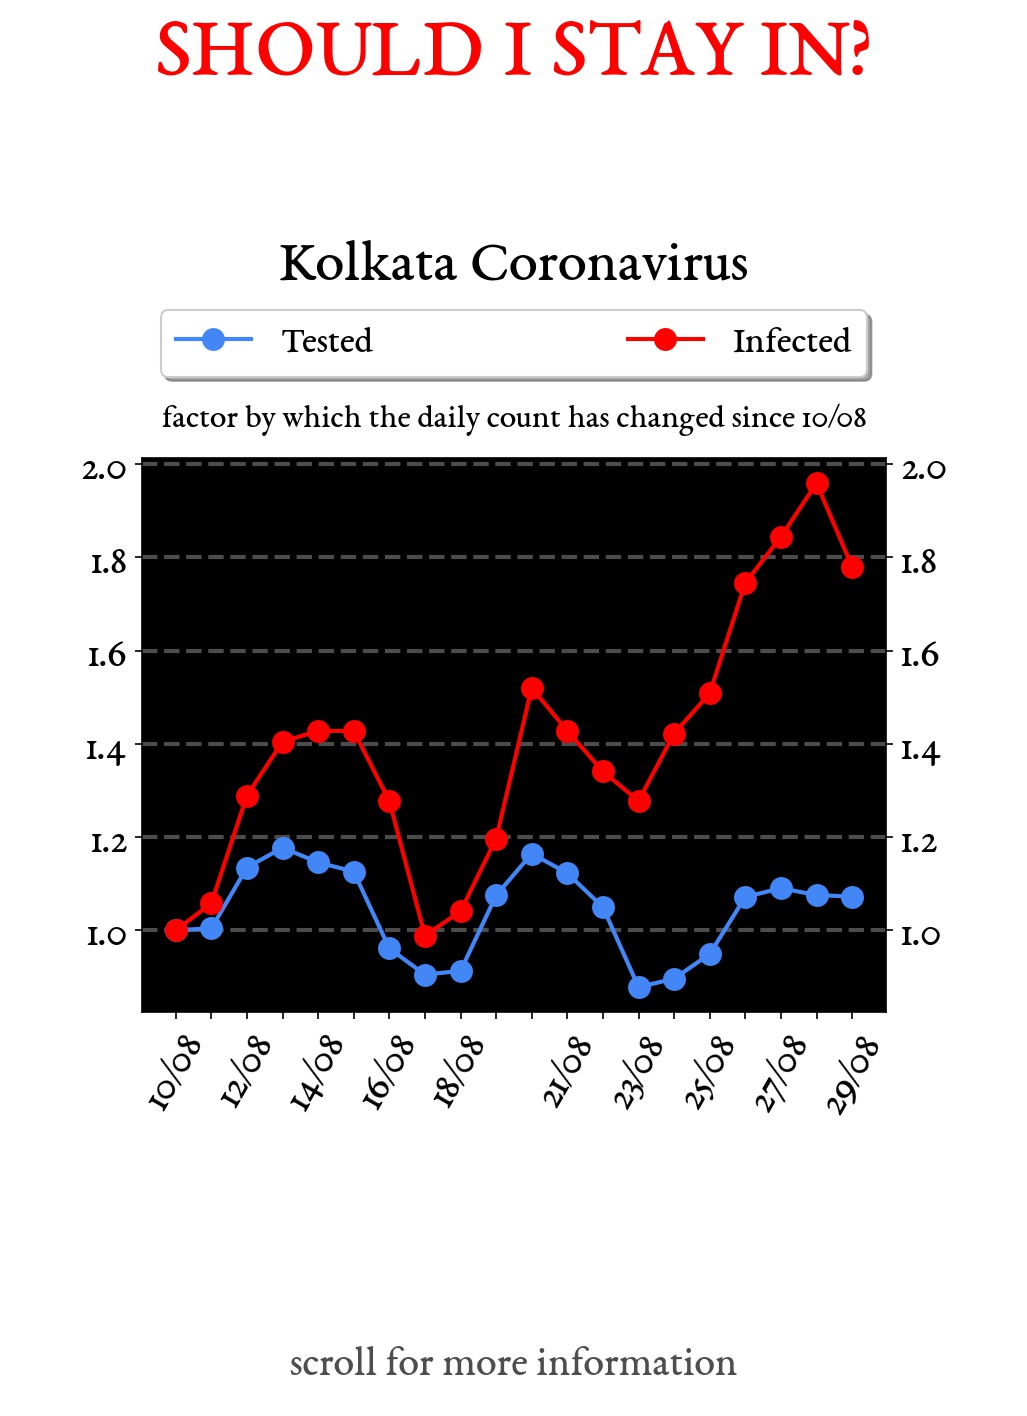 SHOULD I STAY IN?
Kolkata Coronavirus
Tested Infected
factor by which the daily count has changed since 10/08
2.0 2.0
1.8 1.8
1.6 1.6
1.4 1.4
1.2 1.2
1.0 1.0
10/08 12/08 14/08 16/08 18/08 21/08 23/08 25/08 27/08 29/08
scroll for more information